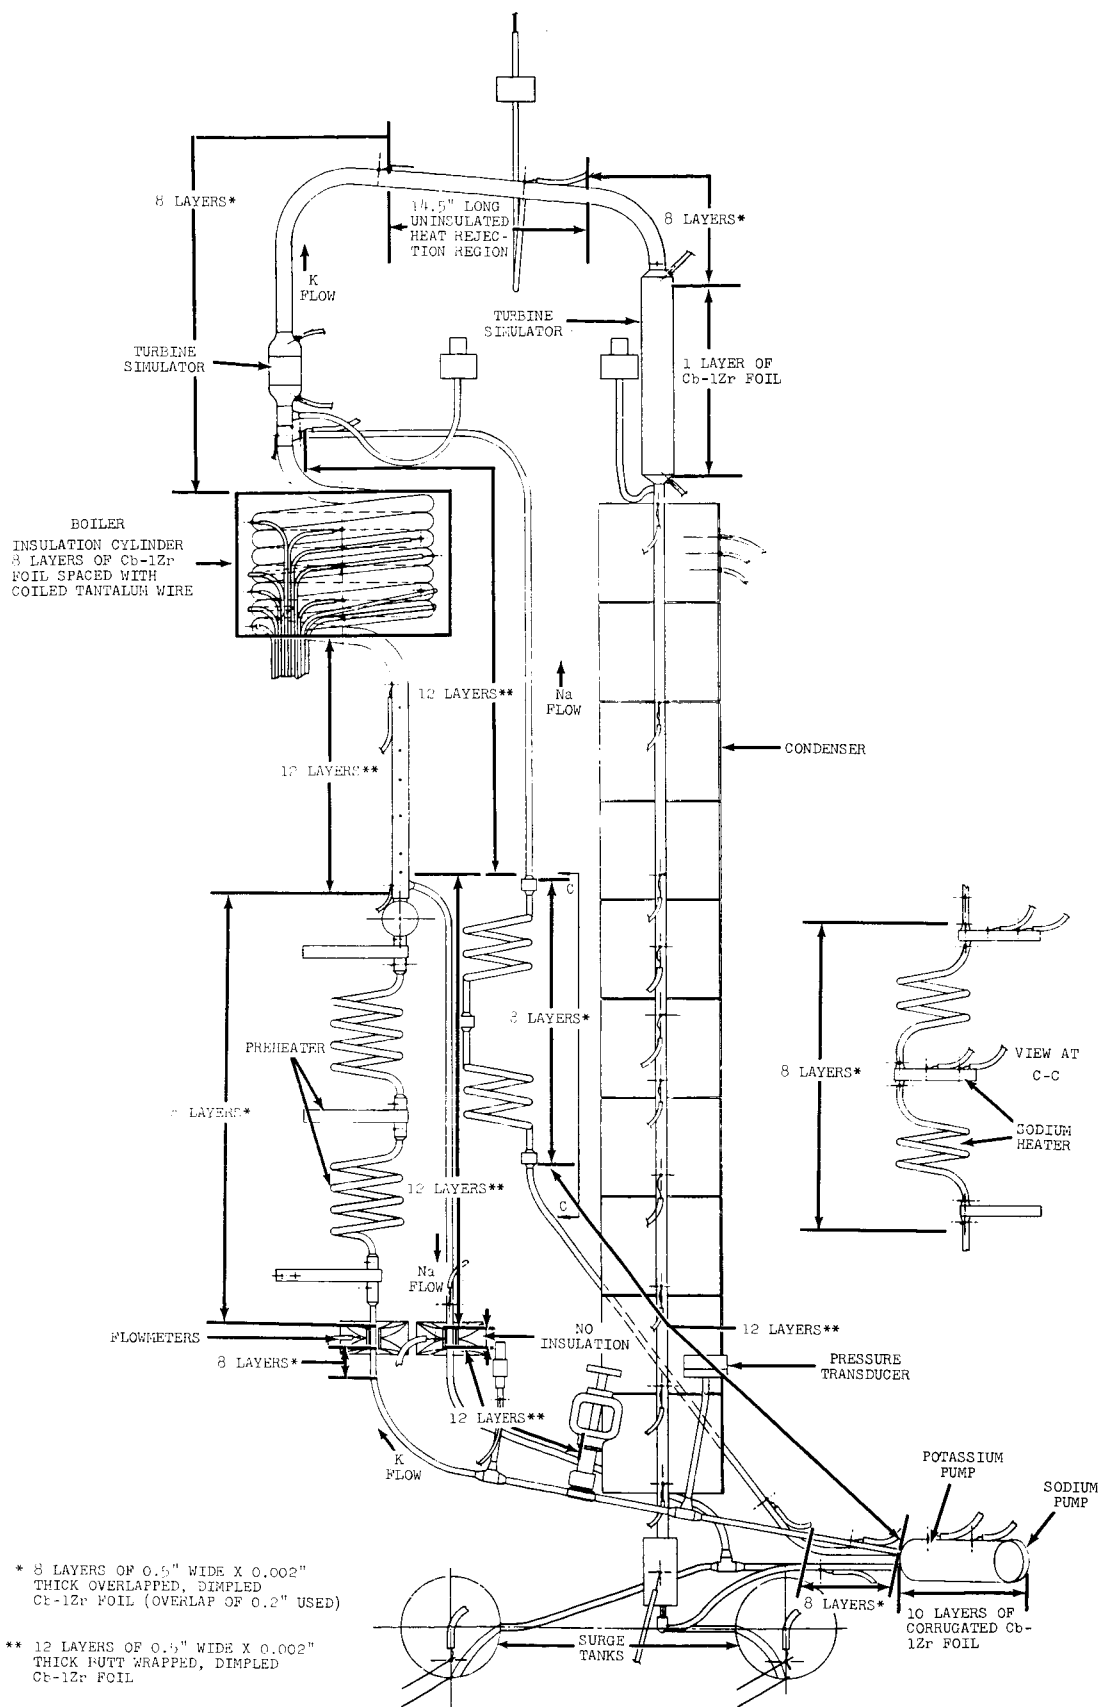 8 LAYERS*
14.5" LONG
UNINSULATED
HEAT REJEC-
TION REGION
8 LAYERS*
K
FLOW
TURBINE
SIMULATOR
TURBINE
SIMULATOR
1 LAYER OF
Cb-1Zr FOIL
BOILER
INSULATION CYLINDER
8 LAYERS OF Cb-1Zr
FOIL SPACED WITH
COILED TANTALUM WIRE
12 LAYERS**
Na
FLOW
CONDENSER
12 LAYERS**
C
8 LAYERS*
PREHEATER
LAYERS*
12 LAYERS**
C
8 LAYERS*
VIEW AT
C-C
SODIUM
HEATER
Na
FLOW
FLOWMETERS
NO
INSULATION
12 LAYERS**
8 LAYERS*
PRESSURE
TRANSDUCER
12 LAYERS**
K
FLOW
POTASSIUM
PUMP
SODIUM
PUMP
8 LAYERS*
10 LAYERS OF
CORRUGATED Cb-
1Zr FOIL
SURGE
TANKS
* 8 LAYERS OF 0.5" WIDE X 0.002"
THICK OVERLAPPED, DIMPLED
Cb-1Zr FOIL (OVERLAP OF 0.2" USED)
** 12 LAYERS OF 0.5" WIDE X 0.002"
THICK BUTT WRAPPED, DIMPLED
Cb-1Zr FOIL